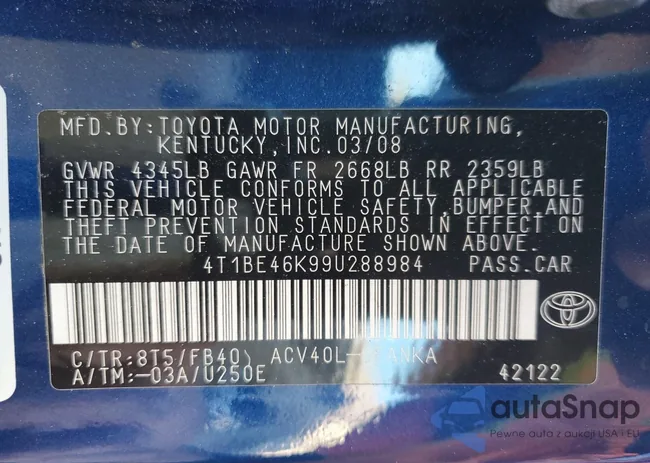 MFD.BY:TOYOTA MOTOR MANUFACTURING,
KENTUCKY,INC.03/08
GVWR 4345LB GAWR FR 2668LB RR 2359LB
THIS VEHICLE CONFORMS TO ALL APPLICABLE
FEDERAL MOTOR VEHICLE SAFETY,BUMPER,AND
THEFT PREVENTION STANDARDS IN EFFECT ON
THE DATE OF MANUFACTURE SHOWN ABOVE.
4T1BE46K99U288984 PASS.CAR
C/TR:8T5/FB40
A/TM:-03A/U250E 42122
autaSnap
Pewne auta z aukcji USA i EU